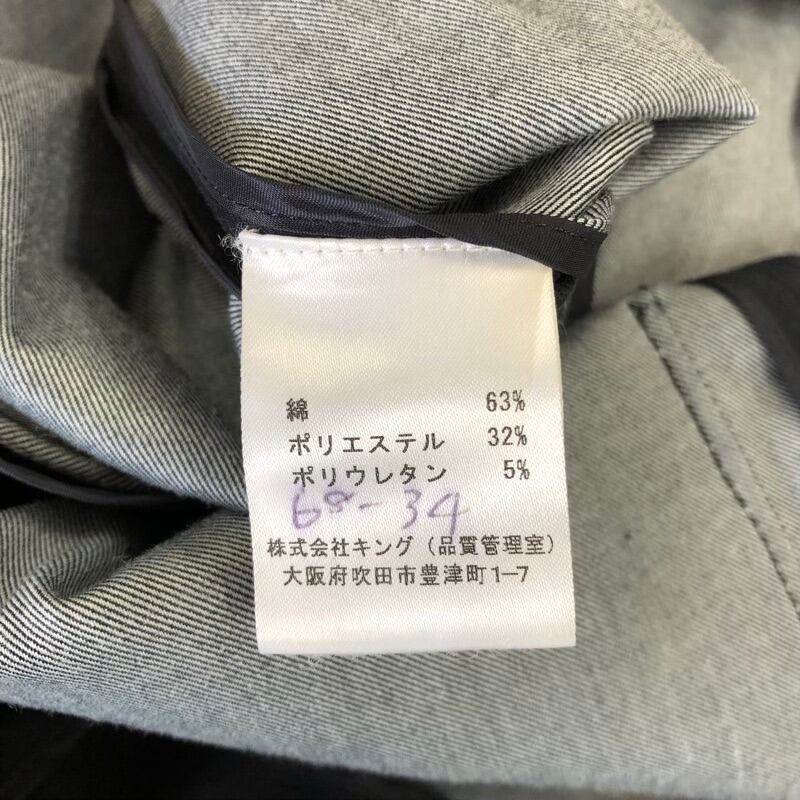 綿 63%
ポリエステル 32%
ポリウレタン 5%
68-34
株式会社キング(品質管理室)
大阪府吹田市豊津町1-7